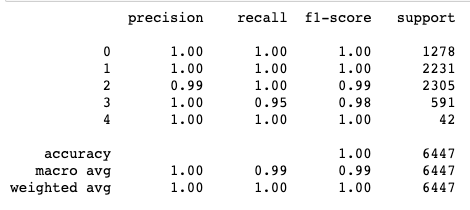 precision recall f1-score support
0 1.00 1.00 1.00 1278
1 1.00 1.00 1.00 2231
2 0.99 1.00 0.99 2305
3 1.00 0.95 0.98 591
4 1.00 1.00 1.00 42
accuracy 1.00 6447
macro avg 1.00 0.99 0.99 6447
weighted avg 1.00 1.00 1.00 6447